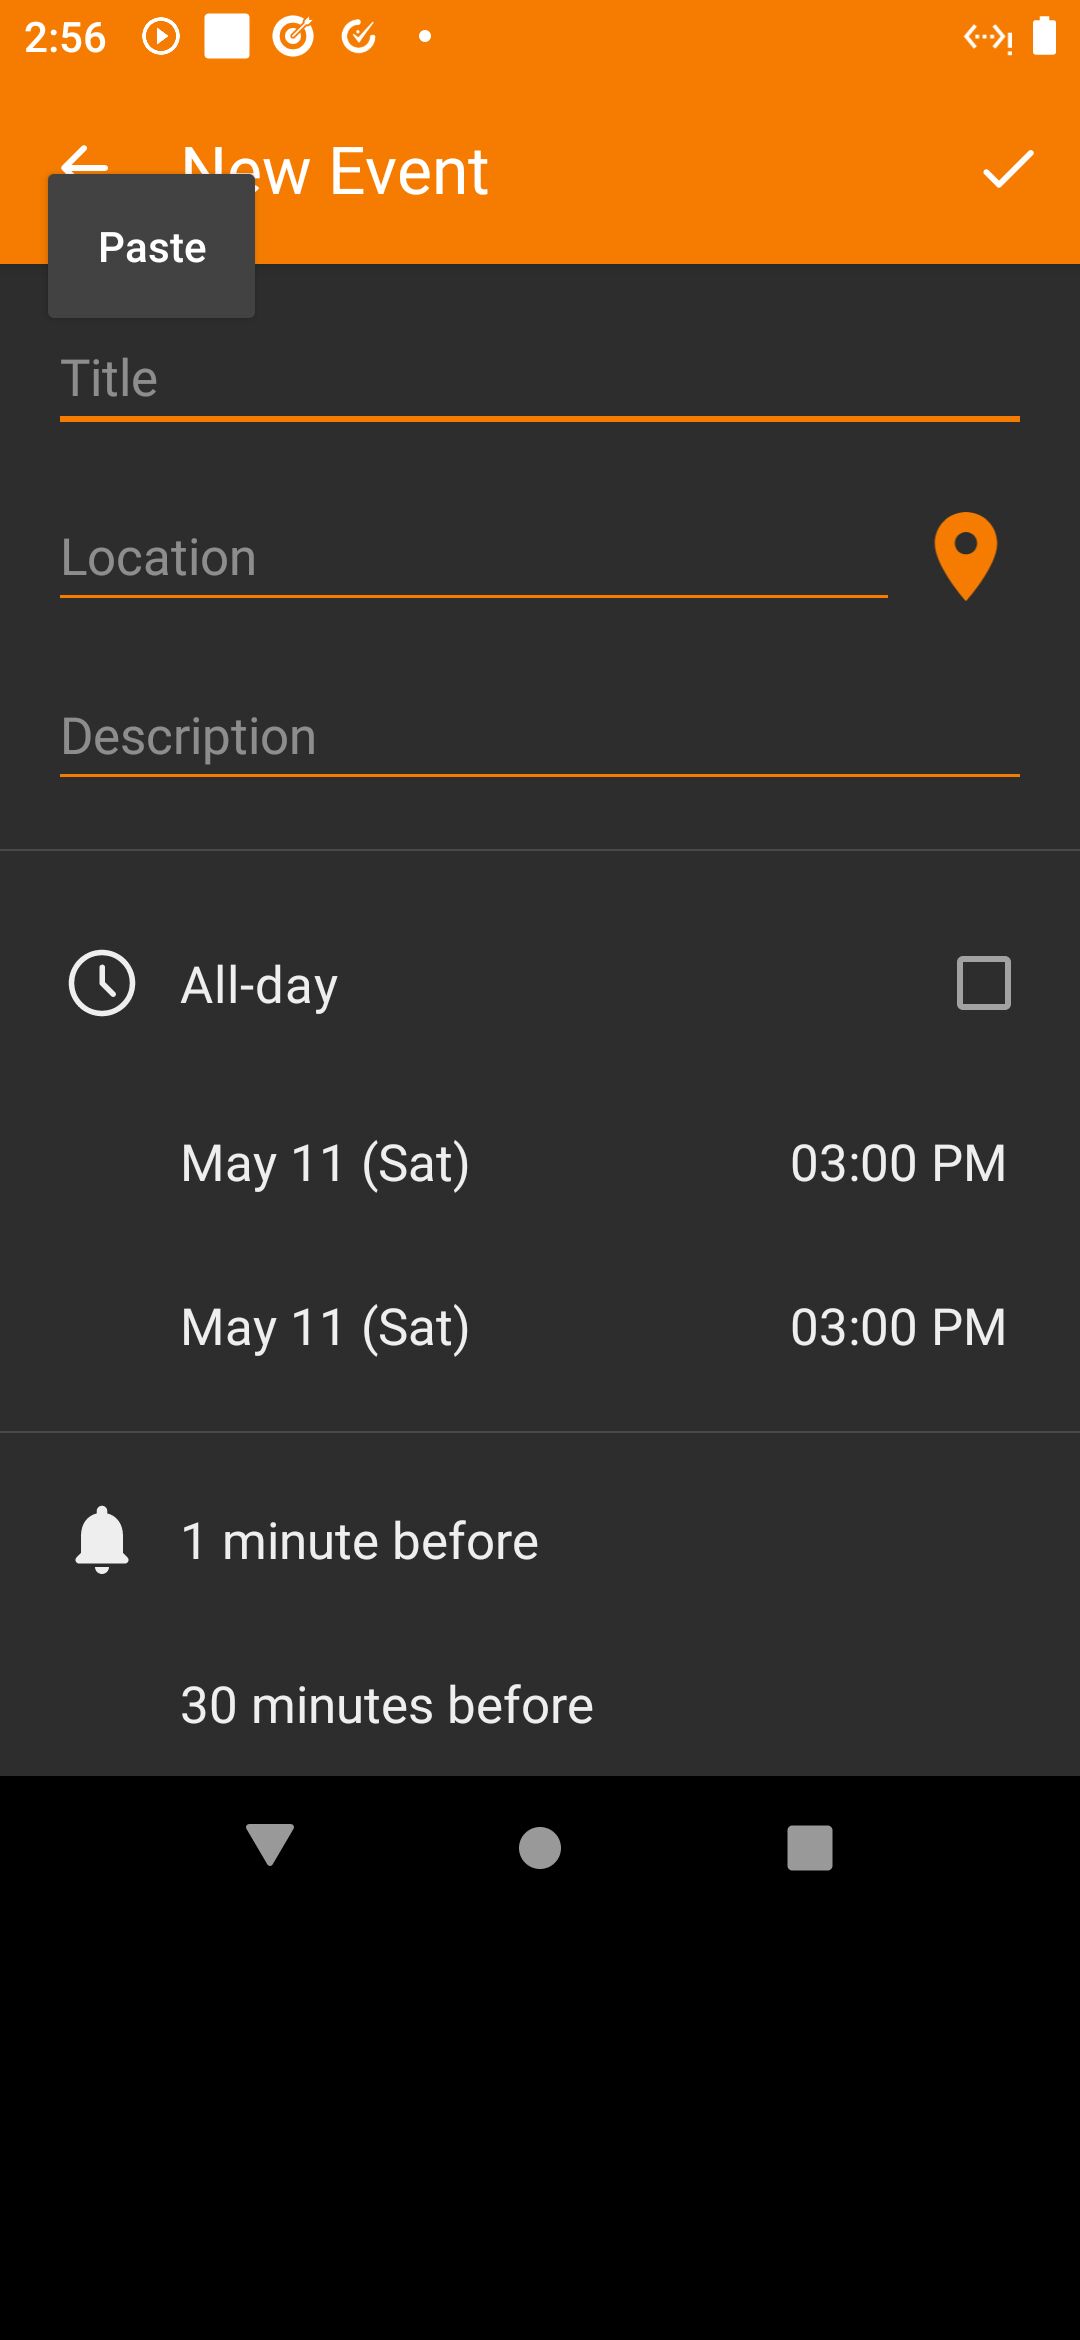 2:56
New Event
Paste
Title
Location
Description
All-day
May 11 (Sat) 03:00 PM
May 11 (Sat) 03:00 PM
1 minute before
30 minutes before